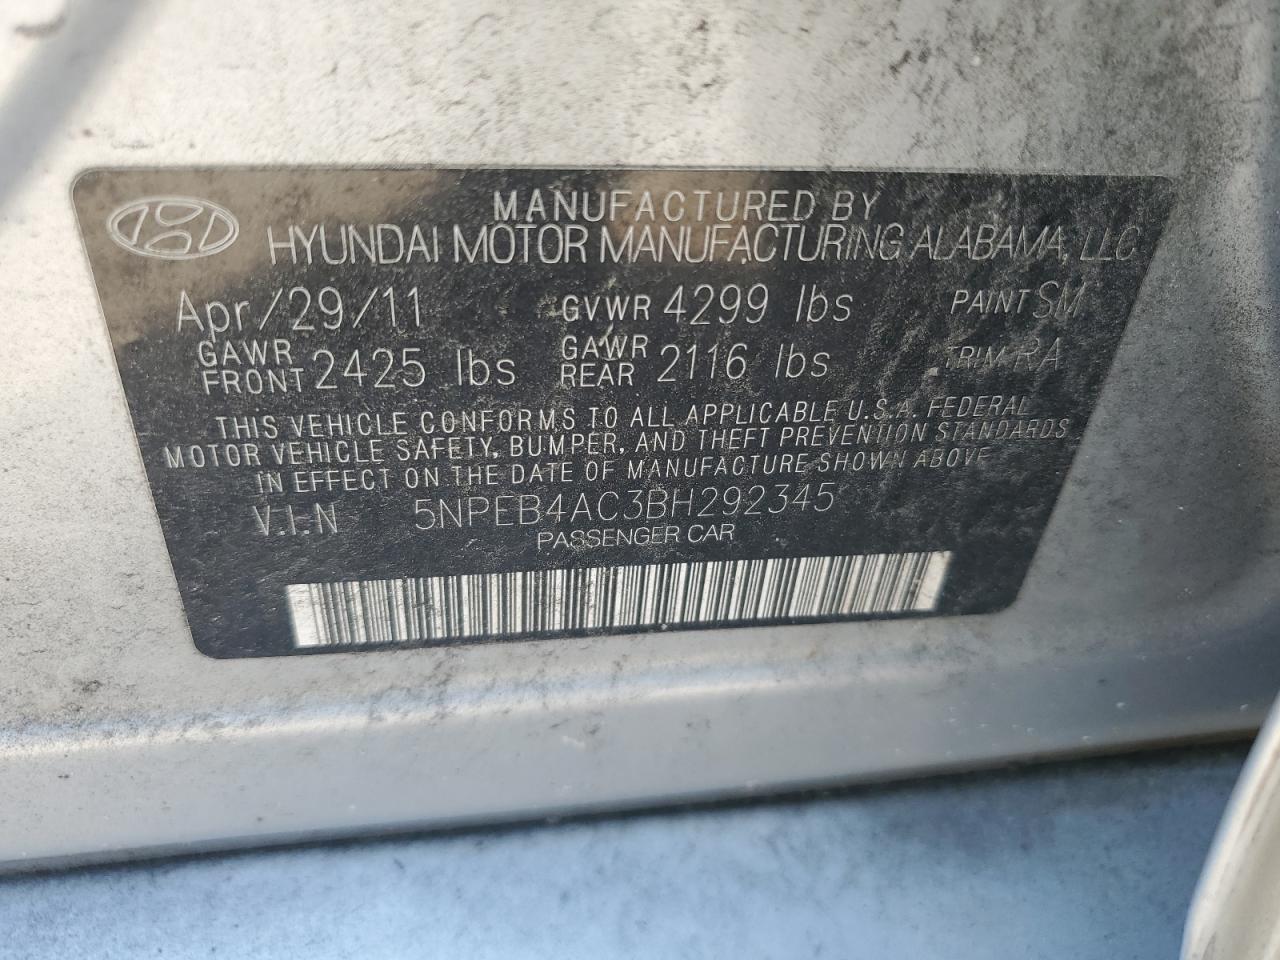 MANUFACTURED BY
HYUNDAI MOTOR MANUFACTURING ALABAMA, LLC
Apr/29/11 GVWR 4299 lbs PAINT SM
GAWR FRONT 2425 lbs GAWR REAR 2116 lbs TRIM RA
THIS VEHICLE CONFORMS TO ALL APPLICABLE U.S.A. FEDERAL
MOTOR VEHICLE SAFETY, BUMPER, AND THEFT PREVENTION STANDARDS
IN EFFECT ON THE DATE OF MANUFACTURE SHOWN ABOVE
V.I.N 5NPEB4AC3BH292345
PASSENGER CAR